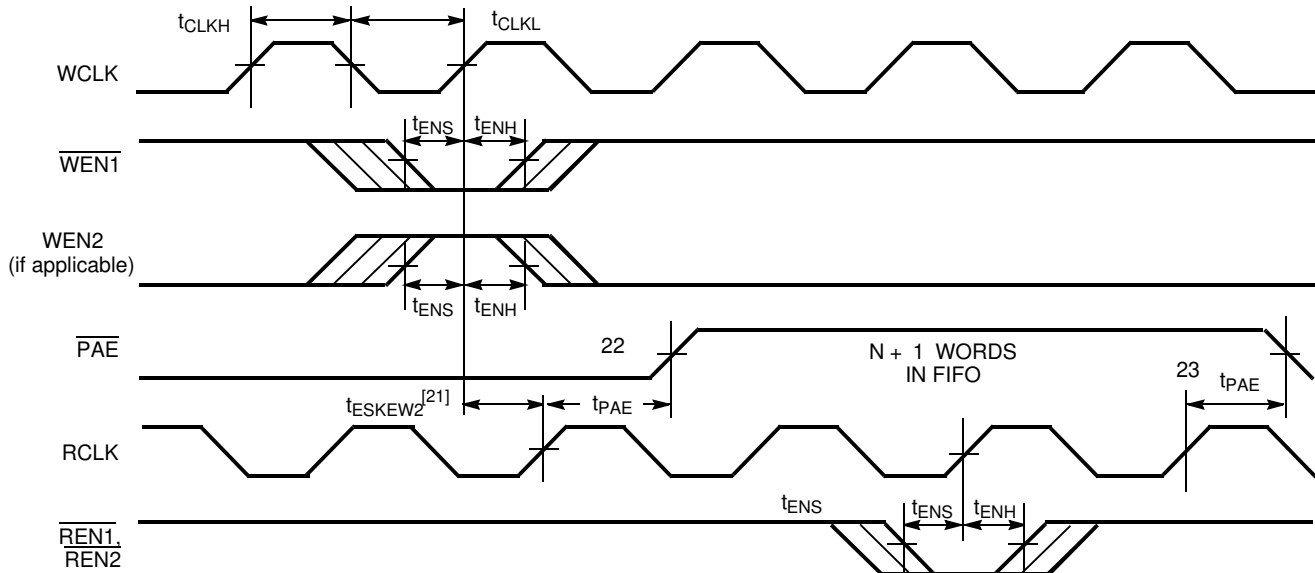 tCLKH
tCLKL
WCLK
tENS
tENH
WEN1
WEN2
(if applicable)
tENS
tENH
PAE
22
N + 1 WORDS
IN FIFO
23
tPAE
tESKEW2[21]
tPAE
RCLK
tENS
tENS
tENH
REN1,
REN2